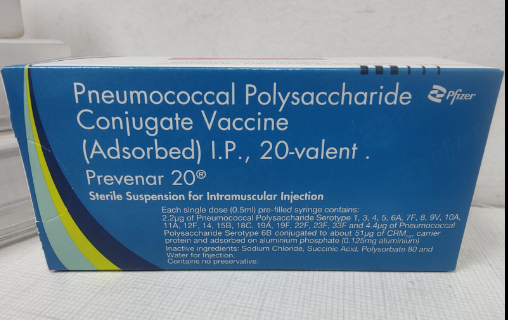 Pneumococcal Polysaccharide
Pfizer
Conjugate Vaccine
(Adsorbed) I.P., 20-valent .
Prevenar 20®
Sterile Suspension for Intramuscular Injection
Each single dose (0.5ml) pre-filled syringe contains:
2.2µg of Pneumococcal Polysaccharide Serotype 1, 3, 4, 5, 6A, 7F, 8, 9V, 10A,
11A, 12F, 14, 15B, 18C, 19A, 19F, 22F, 23F, 33F and 4.4µg of Pneumococcal
Polysaccharide Serotype 6B conjugated to about 51µg of CRM, carrier
protein and adsorbed on aluminium phosphate (0.125mg aluminium)
Inactive ingredients: Sodium Chloride, Succinic Acid, Polysorbate 80 and
Water for Injection.
Contains no preservative.